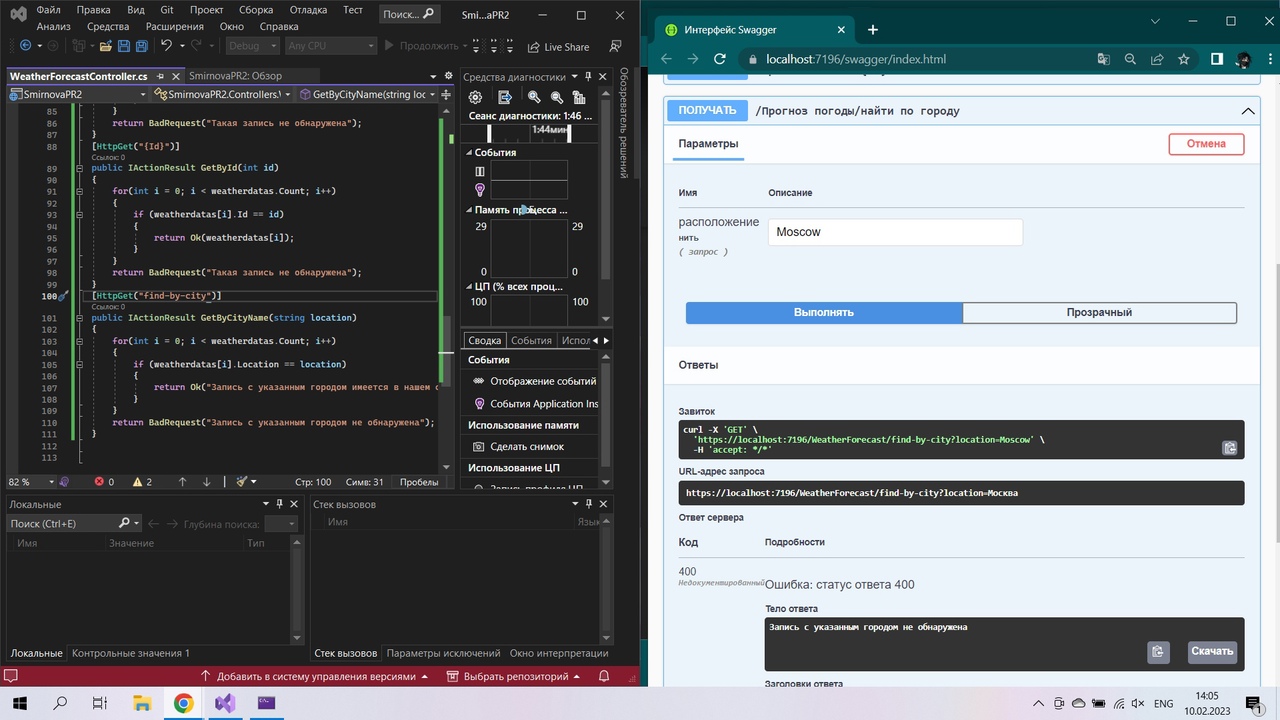 Файл Правка Вид Git Проект Сборка Отладка Тест Поиск... Smi...aPR2
Анализ Средства Расширения Окно Справка
Debug Any CPU Продолжить Live Share
WeatherForecastController.cs SmirnovaPR2: Обзор
SmirnovaPR2 SmirnovaPR2.Controllers.\ GetByCityName(string loc
85 }
86 return BadRequest("Такая запись не обнаружена");
87 }
88 [HttpGet("{Id}")]
Ссылок: 0
89 public IActionResult GetById(int id)
90 {
91 for(int i = 0; i < weatherdatas.Count; i++)
92 {
93 if (weatherdatas[i].Id == id)
94 {
95 return Ok(weatherdatas[i]);
96 }
97 }
98 return BadRequest("Такая запись не обнаружена");
99 }
100 [HttpGet("find-by-city")]
Ссылок: 0
101 public IActionResult GetByCityName(string location)
102 {
103 for(int i = 0; i < weatherdatas.Count; i++)
104 {
105 if (weatherdatas[i].Location == location)
106 {
107 return Ok("Запись с указанным городом имеется в нашем
108 }
109 }
110 return BadRequest("Запись с указанным городом не обнаружена");
111 }
112
113
82 % 0 2 Стр: 100 Симв: 31 Пробелы
Средства диагностики
Сеанс диагностики: 1:46 ...
1:44мин
События
Память процесса ...
29 29
0 0
ЦП (% всех проц...
100 100
Сводка События Испол
События
Отображение событий
События Application Ins
Использование памяти
Сделать снимок
Использование ЦП
Обозреватель решений
Локальные
Поиск (Ctrl+E) Глубина поиска:
Имя Значение Тип
Локальные Контрольные значения 1
Стек вызовов
Имя Язы
Стек вызовов Параметры исключений Окно интерпретации
Добавить в систему управления версиями Выбрать репозиторий
Интерфейс Swagger
localhost:7196/swagger/index.html
ПОЛУЧАТЬ /Прогноз погоды/найти по городу
Параметры Отмена
Имя Описание
расположение
нить
( запрос )
Moscow
Выполнять Прозрачный
Ответы
Завиток
curl -X 'GET' \
'https://localhost:7196/WeatherForecast/find-by-city?location=Moscow' \
-H 'accept: */*'
URL-адрес запроса
https://localhost:7196/WeatherForecast/find-by-city?location=Москва
Ответ сервера
Код Подробности
400
Недокументированный
Ошибка: статус ответа 400
Тело ответа
Запись с указанным городом не обнаружена
Скачать
Заголовки ответа
ENG 14:05
10.02.2023
1